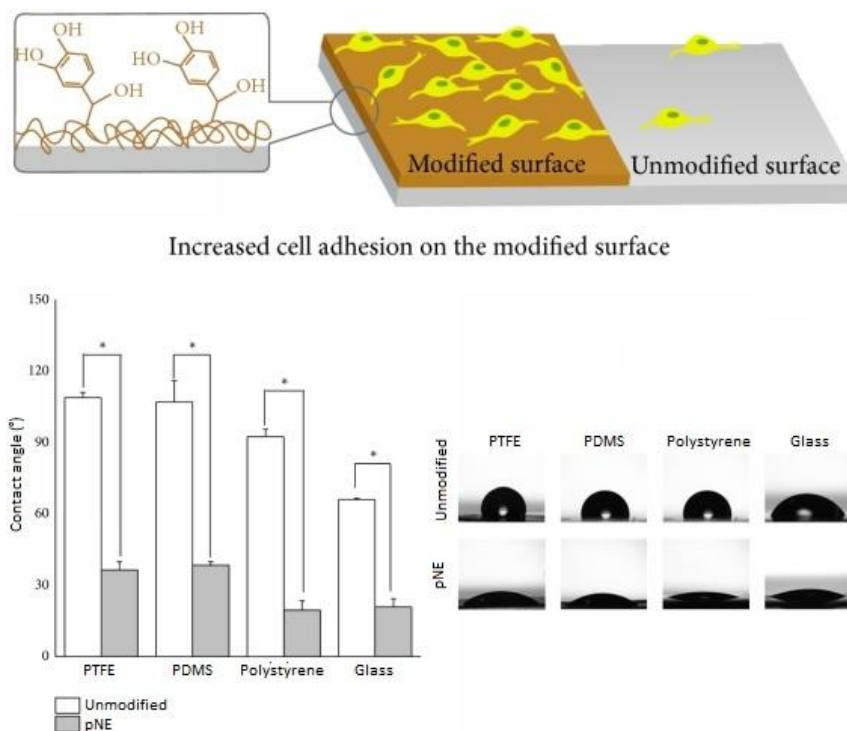 OH
OH
HO
HO
OH
OH
Modified surface
Unmodified surface
Increased cell adhesion on the modified surface
150
120
90
60
30
0
Contact angle (°)
*
*
*
*
PTFE
PDMS
Polystyrene
Glass
Unmodified
pNE
PTFE
PDMS
Polystyrene
Glass
Unmodified
pNE